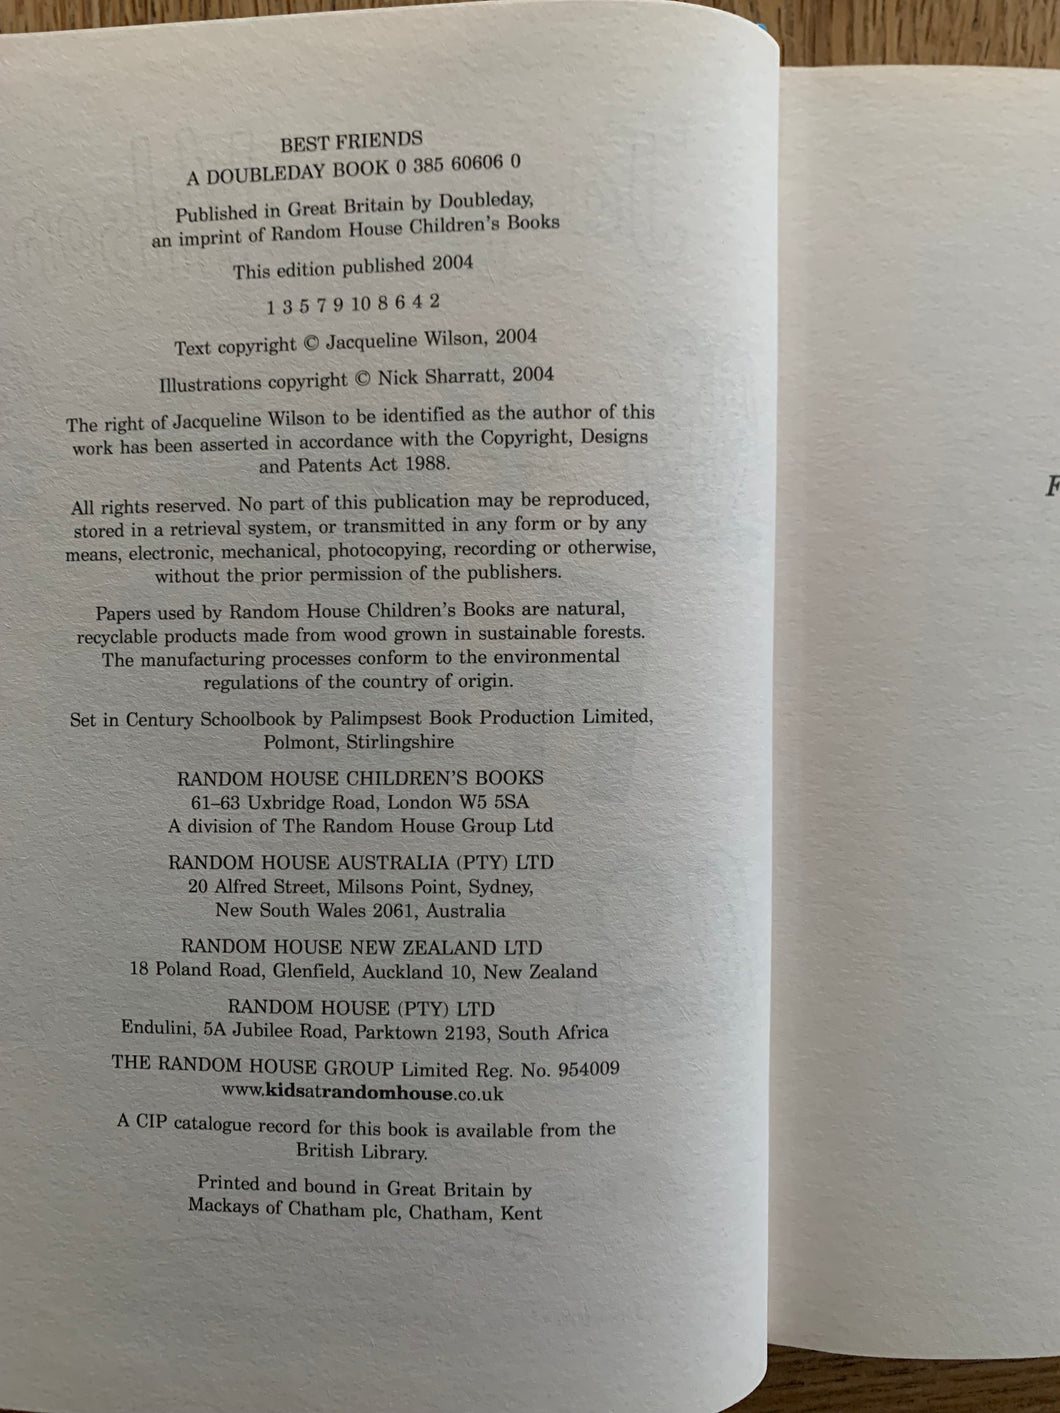 BEST FRIENDS
A DOUBLEDAY BOOK 0 385 60606 0
Published in Great Britain by Doubleday,
an imprint of Random House Children's Books
This edition published 2004
1 3 5 7 9 10 8 6 4 2
Text copyright © Jacqueline Wilson, 2004
Illustrations copyright © Nick Sharratt, 2004
The right of Jacqueline Wilson to be identified as the author of this
work has been asserted in accordance with the Copyright, Designs
and Patents Act 1988.
All rights reserved. No part of this publication may be reproduced,
stored in a retrieval system, or transmitted in any form or by any
means, electronic, mechanical, photocopying, recording or otherwise,
without the prior permission of the publishers.
Papers used by Random House Children's Books are natural,
recyclable products made from wood grown in sustainable forests.
The manufacturing processes conform to the environmental
regulations of the country of origin.
Set in Century Schoolbook by Palimpsest Book Production Limited,
Polmont, Stirlingshire
RANDOM HOUSE CHILDREN'S BOOKS
61–63 Uxbridge Road, London W5 5SA
A division of The Random House Group Ltd
RANDOM HOUSE AUSTRALIA (PTY) LTD
20 Alfred Street, Milsons Point, Sydney,
New South Wales 2061, Australia
RANDOM HOUSE NEW ZEALAND LTD
18 Poland Road, Glenfield, Auckland 10, New Zealand
RANDOM HOUSE (PTY) LTD
Endulini, 5A Jubilee Road, Parktown 2193, South Africa
THE RANDOM HOUSE GROUP Limited Reg. No. 954009
www.kidsatrandomhouse.co.uk
A CIP catalogue record for this book is available from the
British Library.
Printed and bound in Great Britain by
Mackays of Chatham plc, Chatham, Kent